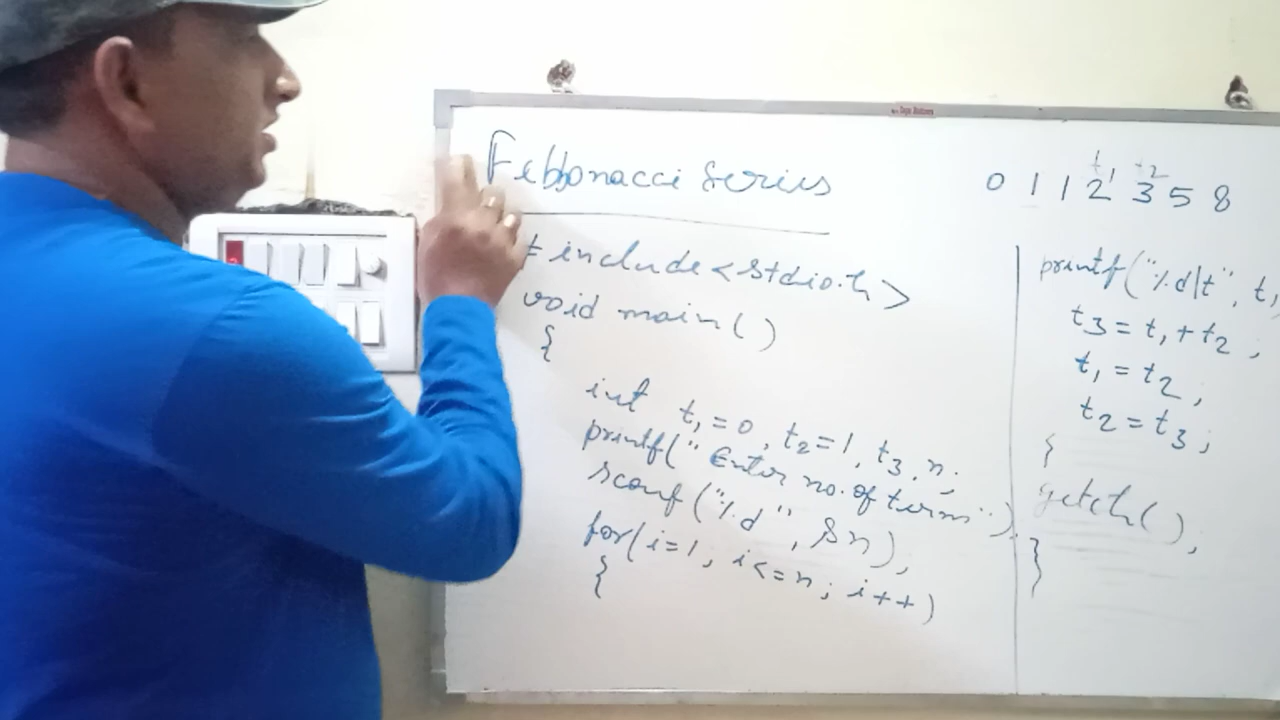 Febbonacci Series
# include<stdio.h>
void main()
{
int t1=0, t2=1, t3, n;
printf("Enter no. of terms");
scanf("%d", &n);
for(i=1; i<=n; i++)
{
0 1 1 2 3 5 8
t1 t2
printf("%d\t", t1
t3=t1+t2;
t1=t2;
t2=t3;
}
getch();
}